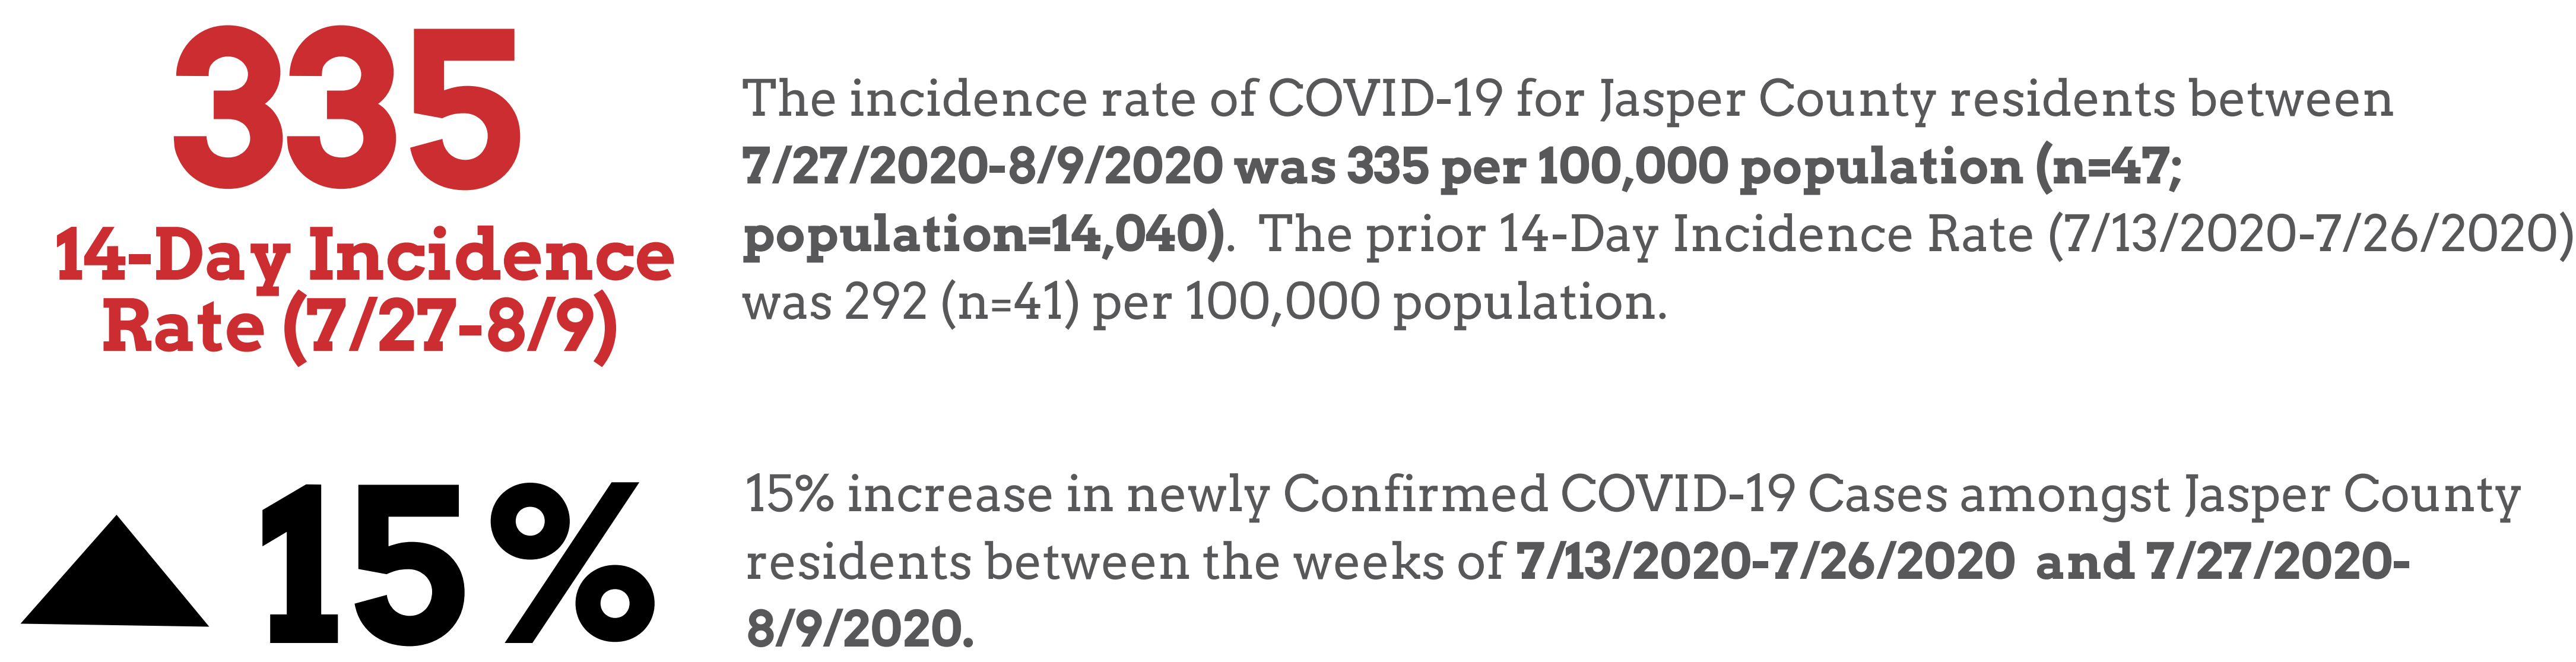 335
14-Day Incidence
Rate (7/27-8/9)
The incidence rate of COVID-19 for Jasper County residents between
7/27/2020-8/9/2020 was 335 per 100,000 population (n=47;
population=14,040).  The prior 14-Day Incidence Rate (7/13/2020-7/26/2020)
was 292 (n=41) per 100,000 population.
15%
15% increase in newly Confirmed COVID-19 Cases amongst Jasper County
residents between the weeks of 7/13/2020-7/26/2020  and 7/27/2020-
8/9/2020.